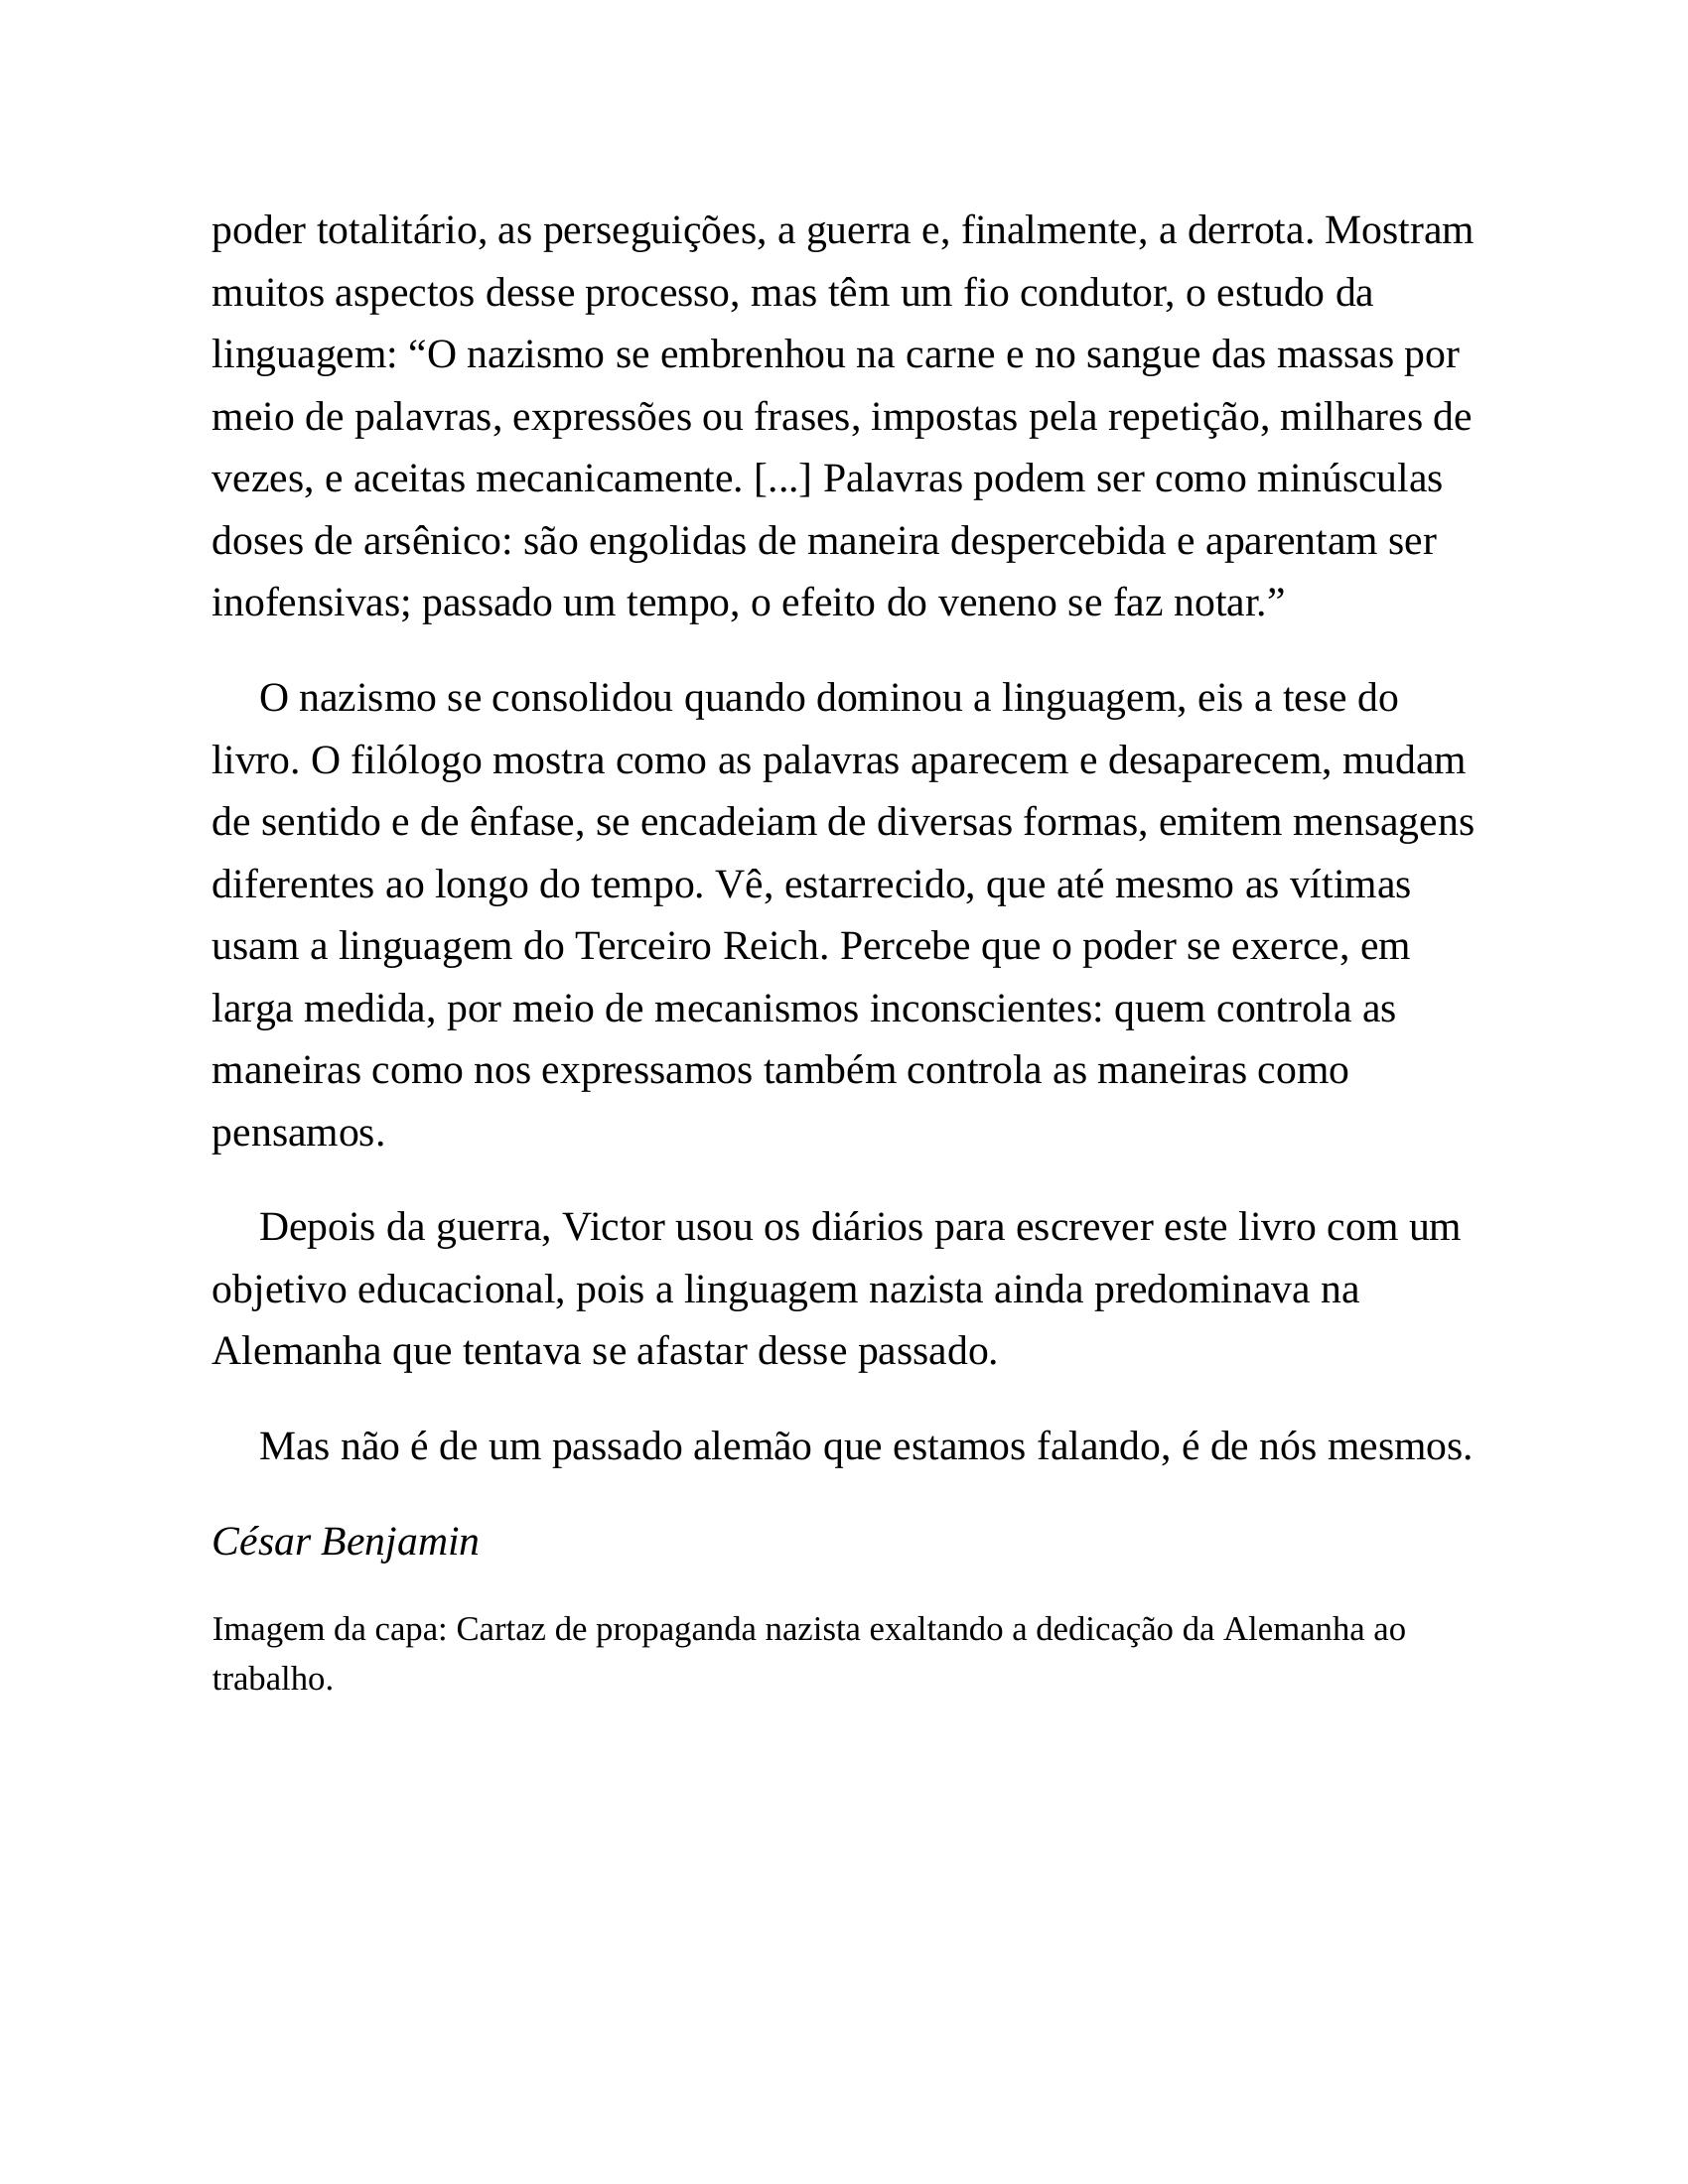 poder totalitário, as perseguições, a guerra e, finalmente, a derrota. Mostram
muitos aspectos desse processo, mas têm um fio condutor, o estudo da
linguagem: “O nazismo se embrenhou na carne e no sangue das massas por
meio de palavras, expressões ou frases, impostas pela repetição, milhares de
vezes, e aceitas mecanicamente. [...] Palavras podem ser como minúsculas
doses de arsênico: são engolidas de maneira despercebida e aparentam ser
inofensivas; passado um tempo, o efeito do veneno se faz notar.”
O nazismo se consolidou quando dominou a linguagem, eis a tese do
livro. O filólogo mostra como as palavras aparecem e desaparecem, mudam
de sentido e de ênfase, se encadeiam de diversas formas, emitem mensagens
diferentes ao longo do tempo. Vê, estarrecido, que até mesmo as vítimas
usam a linguagem do Terceiro Reich. Percebe que o poder se exerce, em
larga medida, por meio de mecanismos inconscientes: quem controla as
maneiras como nos expressamos também controla as maneiras como
pensamos.
Depois da guerra, Victor usou os diários para escrever este livro com um
objetivo educacional, pois a linguagem nazista ainda predominava na
Alemanha que tentava se afastar desse passado.
Mas não é de um passado alemão que estamos falando, é de nós mesmos.
César Benjamin
Imagem da capa: Cartaz de propaganda nazista exaltando a dedicação da Alemanha ao
trabalho.